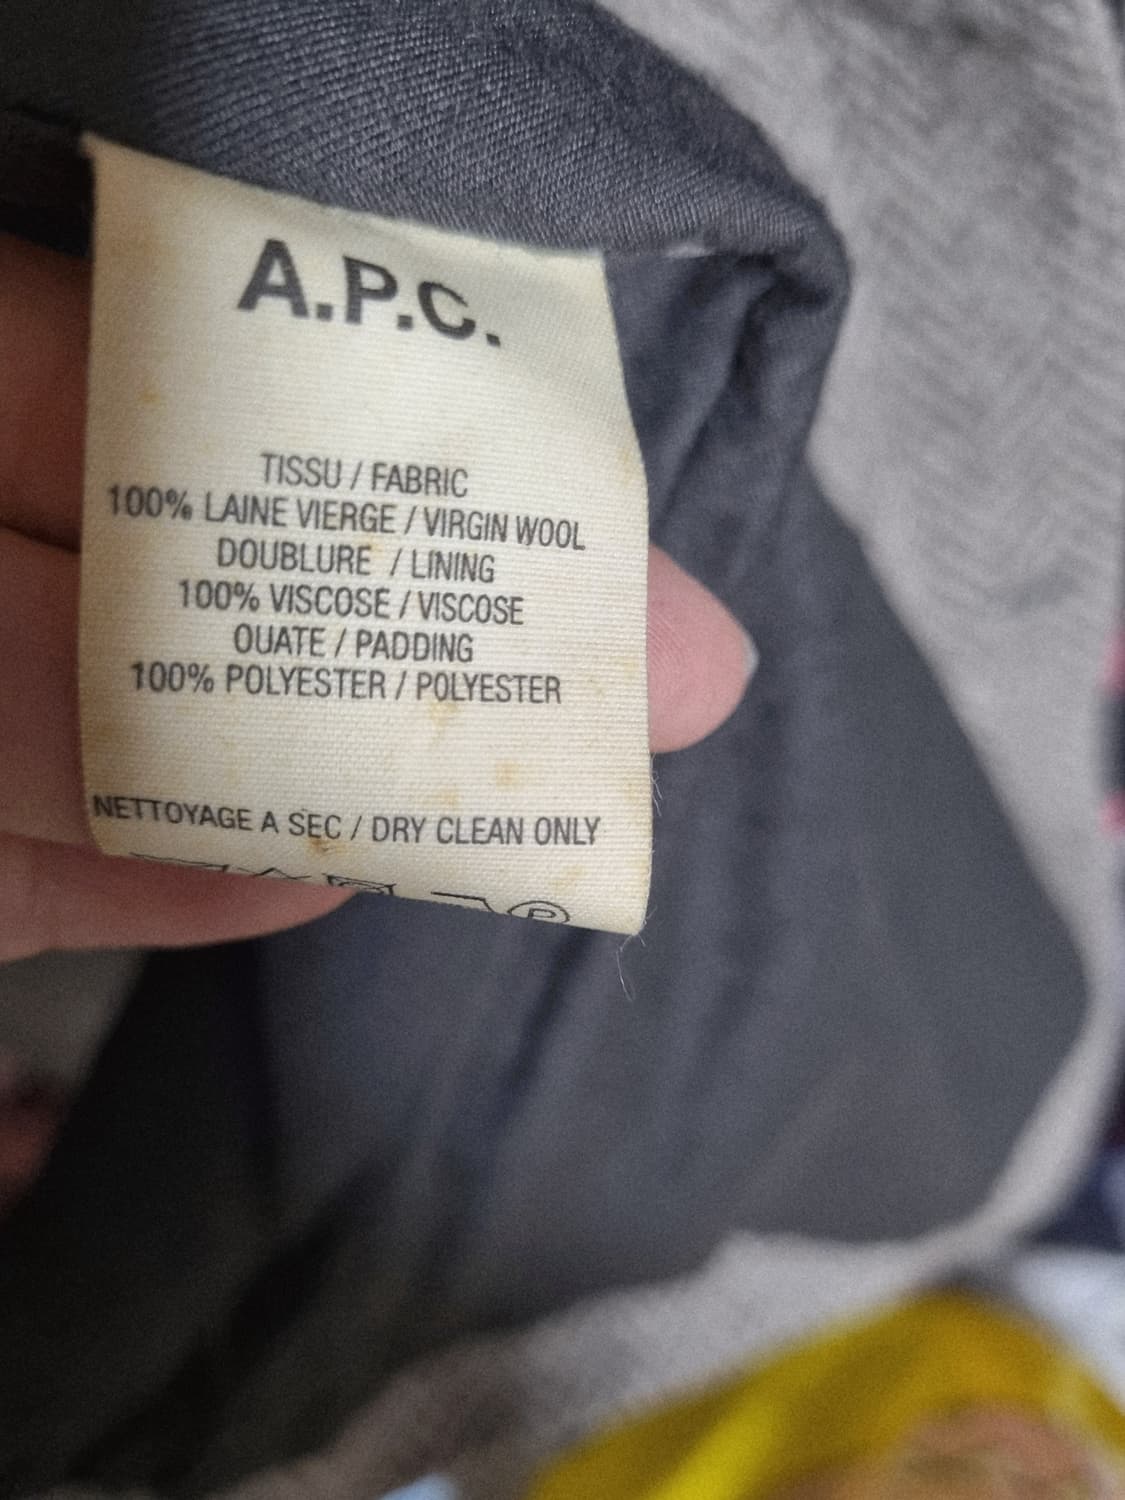 A.P.C.
TISSU / FABRIC
100% LAINE VIERGE / VIRGIN WOOL
DOUBLURE / LINING
100% VISCOSE / VISCOSE
OUATE / PADDING
100% POLYESTER / POLYESTER
NETTOYAGE A SEC / DRY CLEAN ONLY
P